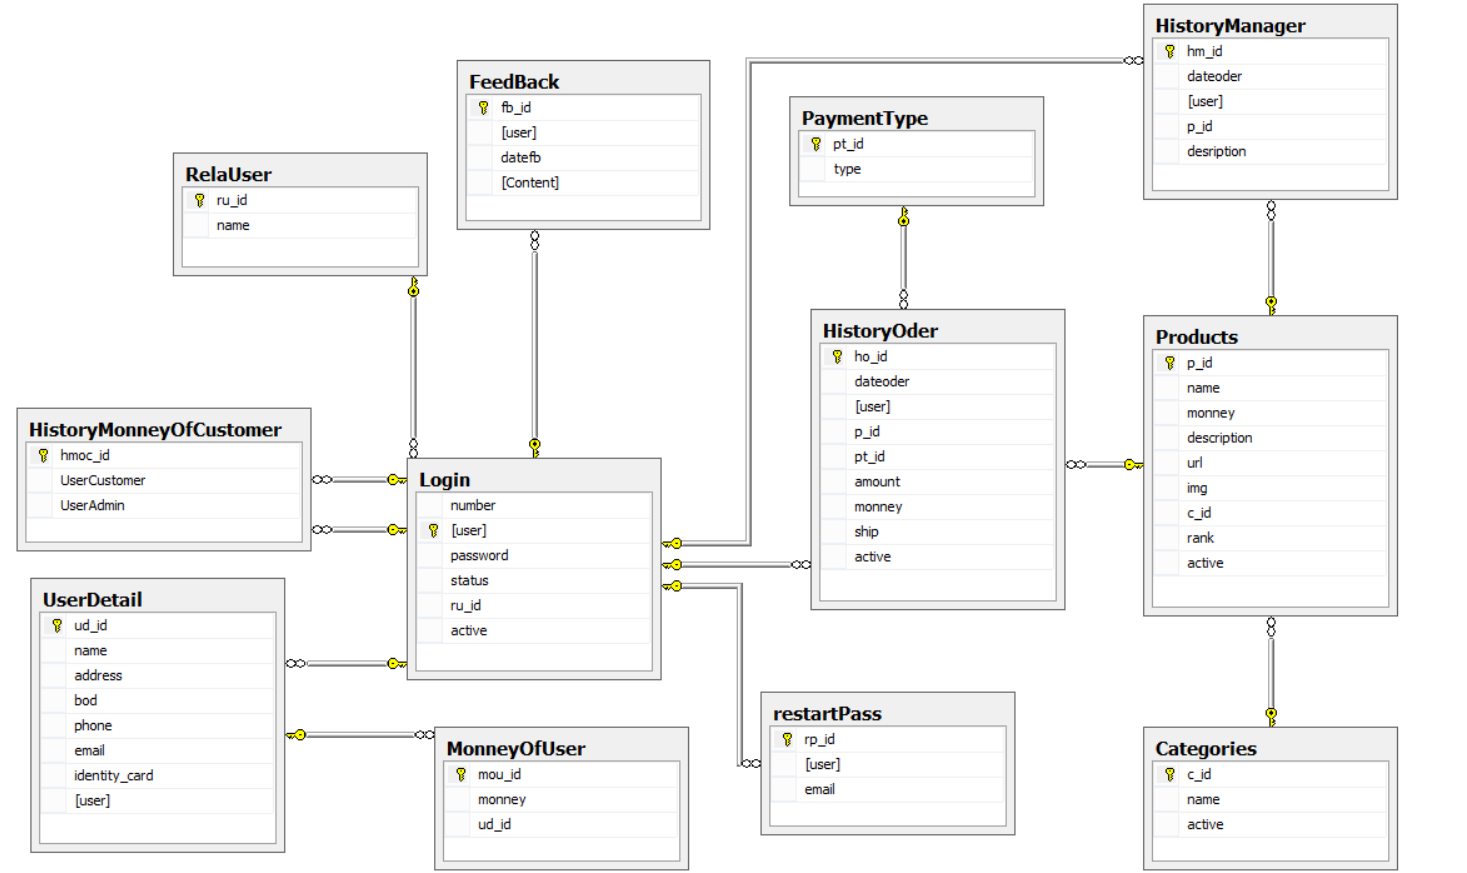 HistoryManager
hm_id
dateoder
[user]
p_id
desription
FeedBack
fb_id
[user]
datefb
[Content]
PaymentType
pt_id
type
RelaUser
ru_id
name
HistoryOder
ho_id
dateoder
[user]
p_id
pt_id
amount
monney
ship
active
Products
p_id
name
monney
description
url
img
c_id
rank
active
HistoryMonneyOfCustomer
hmoc_id
UserCustomer
UserAdmin
Login
number
[user]
password
status
ru_id
active
UserDetail
ud_id
name
address
bod
phone
email
identity_card
[user]
MonneyOfUser
mou_id
monney
ud_id
restartPass
rp_id
[user]
email
Categories
c_id
name
active